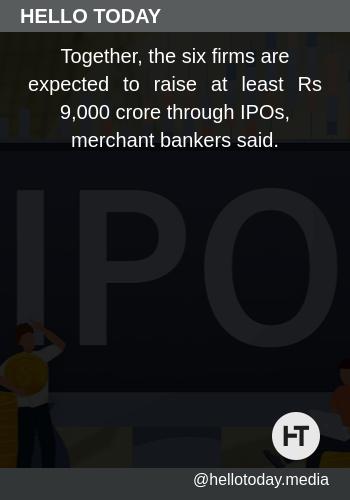 HELLO TODAY
Together, the six firms are
expected to raise at least Rs
9,000 crore through IPOs,
merchant bankers said.
IPO
HT
@hellotoday.media